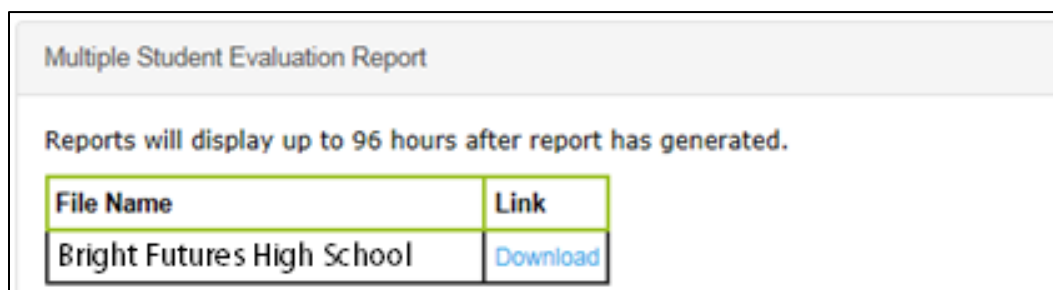 Multiple Student Evaluation Report
Reports will display up to 96 hours after report has generated.
File Name Link
Bright Futures High School Download